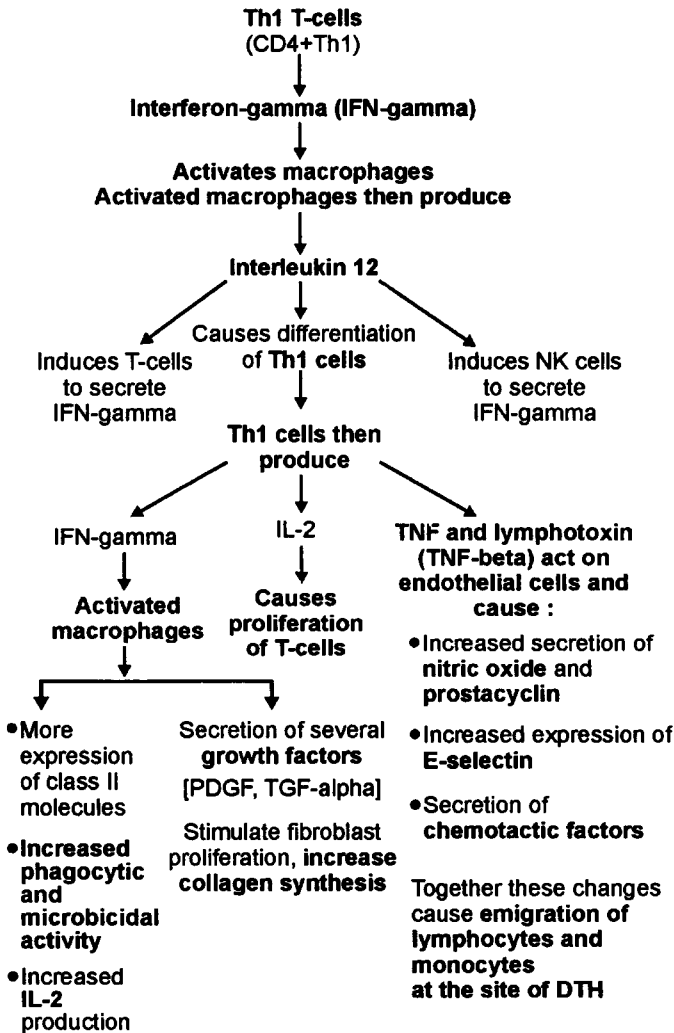 Th1 T-cells
(CD4+Th1)
Interferon-gamma (IFN-gamma)
Activates macrophages
Activated macrophages then produce
Interleukin 12
Induces T-cells
to secrete
IFN-gamma
Causes differentiation
of Th1 cells
Induces NK cells
to secrete
IFN-gamma
Th1 cells then
produce
IFN-gamma
Activated
macrophages
IL-2
Causes
proliferation
of T-cells
TNF and lymphotoxin
(TNF-beta) act on
endothelial cells and
cause :
•Increased secretion of
nitric oxide and
prostacyclin
•Increased expression of
E-selectin
•Secretion of
chemotactic factors
Together these changes
cause emigration of
lymphocytes and
monocytes
at the site of DTH
•More
expression
of class II
molecules
•Increased
phagocytic
and
microbicidal
activity
•Increased
IL-2
production
Secretion of several
growth factors
[PDGF, TGF-alpha]
Stimulate fibroblast
proliferation, increase
collagen synthesis